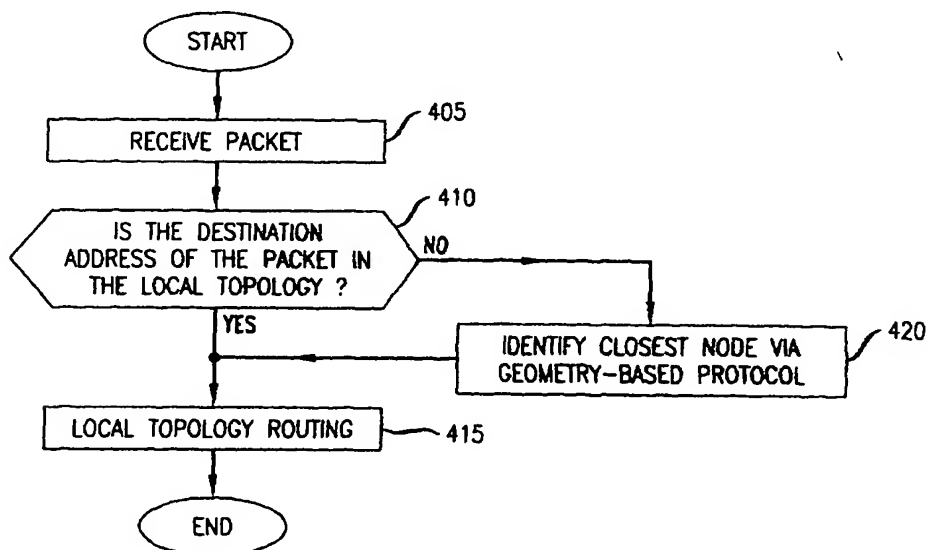 START
405
RECEIVE PACKET
410
IS THE DESTINATION
ADDRESS OF THE PACKET IN
THE LOCAL TOPOLOGY ?
NO
YES
420
IDENTIFY CLOSEST NODE VIA
GEOMETRY-BASED PROTOCOL
LOCAL TOPOLOGY ROUTING
415
END